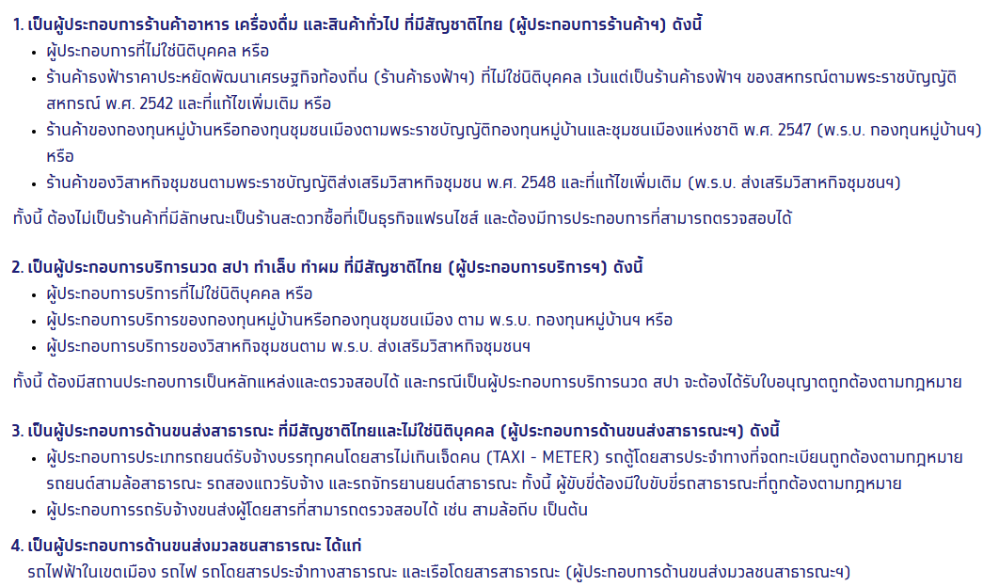 1. เป็นผู้ประกอบการร้านค้าอาหาร เครื่องดื่ม และสินค้าทั่วไป ที่มีสัญชาติไทย (ผู้ประกอบการร้านค้าฯ) ดังนี้
• ผู้ประกอบการที่ไม่ใช่นิติบุคคล หรือ
• ร้านค้าธงฟ้าราคาประหยัดพัฒนาเศรษฐกิจท้องถิ่น (ร้านค้าธงฟ้าฯ) ที่ไม่ใช่นิติบุคคล เว้นแต่เป็นร้านค้าธงฟ้าฯ ของสหกรณ์ตามพระราชบัญญัติ
สหกรณ์ พ.ศ. 2542 และที่แก้ไขเพิ่มเติม หรือ
• ร้านค้าของกองทุนหมู่บ้านหรือกองทุนชุมชนเมืองตามพระราชบัญญัติกองทุนหมู่บ้านและชุมชนเมืองแห่งชาติ พ.ศ. 2547 (พ.ร.บ. กองทุนหมู่บ้านฯ)
หรือ
• ร้านค้าของวิสาหกิจชุมชนตามพระราชบัญญัติส่งเสริมวิสาหกิจชุมชน พ.ศ. 2548 และที่แก้ไขเพิ่มเติม (พ.ร.บ. ส่งเสริมวิสาหกิจชุมชนฯ)
ทั้งนี้ ต้องไม่เป็นร้านค้าที่มีลักษณะเป็นร้านสะดวกซื้อที่เป็นธุรกิจแฟรนไชส์ และต้องมีการประกอบการที่สามารถตรวจสอบได้
2. เป็นผู้ประกอบการบริการนวด สปา ทำเล็บ ทำผม ที่มีสัญชาติไทย (ผู้ประกอบการบริการฯ) ดังนี้
• ผู้ประกอบการบริการที่ไม่ใช่นิติบุคคล หรือ
• ผู้ประกอบการบริการของกองทุนหมู่บ้านหรือกองทุนชุมชนเมือง ตาม พ.ร.บ. กองทุนหมู่บ้านฯ หรือ
• ผู้ประกอบการบริการของวิสาหกิจชุมชนตาม พ.ร.บ. ส่งเสริมวิสาหกิจชุมชนฯ
ทั้งนี้ ต้องมีสถานประกอบการเป็นหลักแหล่งและตรวจสอบได้ และกรณีเป็นผู้ประกอบการบริการนวด สปา จะต้องได้รับใบอนุญาตถูกต้องตามกฎหมาย
3. เป็นผู้ประกอบการด้านขนส่งสาธารณะ ที่มีสัญชาติไทยและไม่ใช่นิติบุคคล (ผู้ประกอบการด้านขนส่งสาธารณะฯ) ดังนี้
• ผู้ประกอบการประเภทรถยนต์รับจ้างบรรทุกคนโดยสารไม่เกินเจ็ดคน (TAXI - METER) รถตู้โดยสารประจำทางที่จดทะเบียนถูกต้องตามกฎหมาย
รถยนต์สามล้อสาธารณะ รถสองแถวรับจ้าง และรถจักรยานยนต์สาธารณะ ทั้งนี้ ผู้ขับขี่ต้องมีใบขับขี่รถสาธารณะที่ถูกต้องตามกฎหมาย
• ผู้ประกอบการรถรับจ้างขนส่งผู้โดยสารที่สามารถตรวจสอบได้ เช่น สามล้อถีบ เป็นต้น
4. เป็นผู้ประกอบการด้านขนส่งมวลชนสาธารณะ ได้แก่
รถไฟฟ้าในเขตเมือง รถไฟ รถโดยสารประจำทางสาธารณะ และเรือโดยสารสาธารณะ (ผู้ประกอบการด้านขนส่งมวลชนสาธารณะฯ)